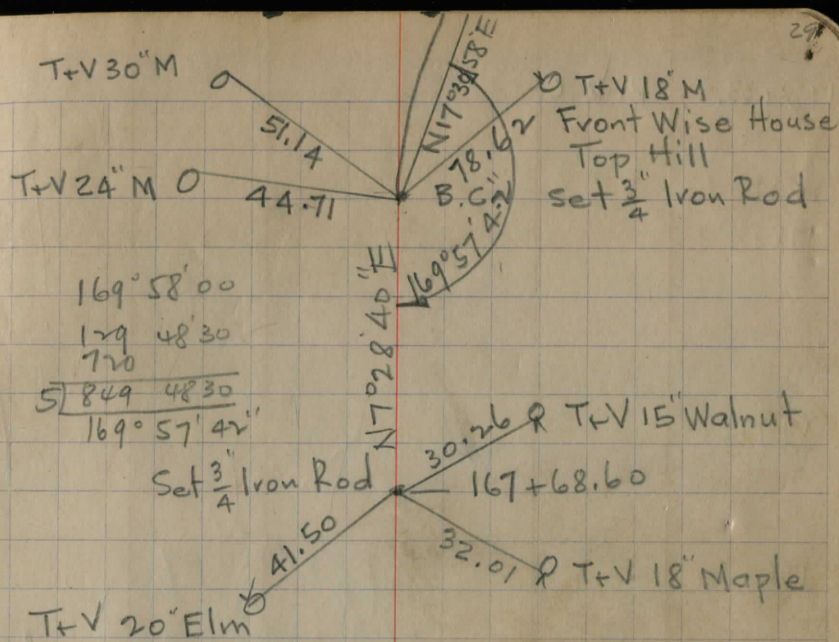 29
T+V 30" M
T+V 18" M
Front Wise House
Top Hill
set 3/4" Iron Rod
51.14
N17°30'58"E
78.62
T+V 24" M
44.71
B.C.
169°57'42"
N7°28'40"E
169° 58' 00
129 48' 30
720
5) 849 48 30
169° 57' 42"
30.26
T+V 15" Walnut
Set 3/4" Iron Rod
167+68.60
41.50
32.01
T+V 18" Maple
T+V 20" Elm